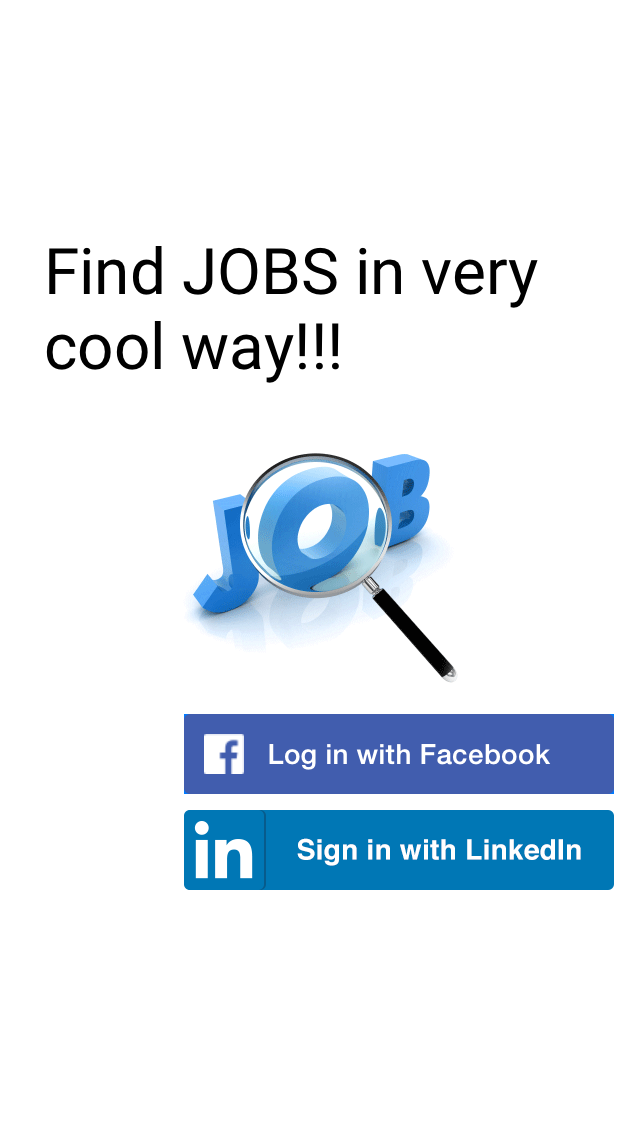 Find JOBS in very
cool way!!!
JOB
f Log in with Facebook
in Sign in with LinkedIn